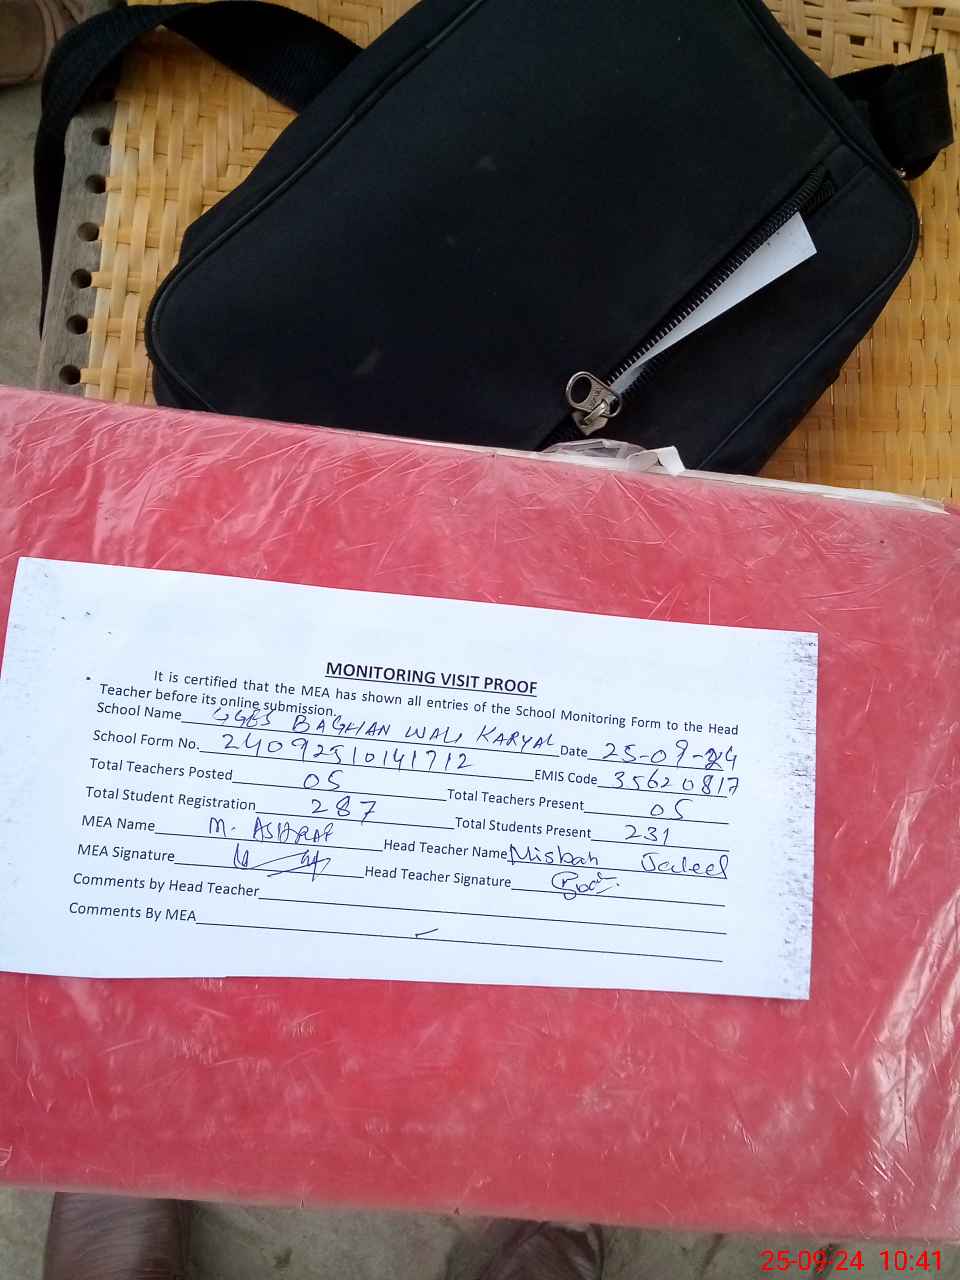 MONITORING VISIT PROOF
It is certified that the MEA has shown all entries of the School Monitoring Form to the Head
Teacher before its online submission.
School Name GGES BAGHAN WALI KARYAL Date 25-09-24
School Form No. 24092510141712 EMIS Code 35620817
Total Teachers Posted 05 Total Teachers Present 05
Total Student Registration 287 Total Students Present 231
MEA Name M. ASHRAF Head Teacher Name Misbah Jaleel
MEA Signature Head Teacher Signature
Comments by Head Teacher
Comments By MEA
25-09-24 10:41